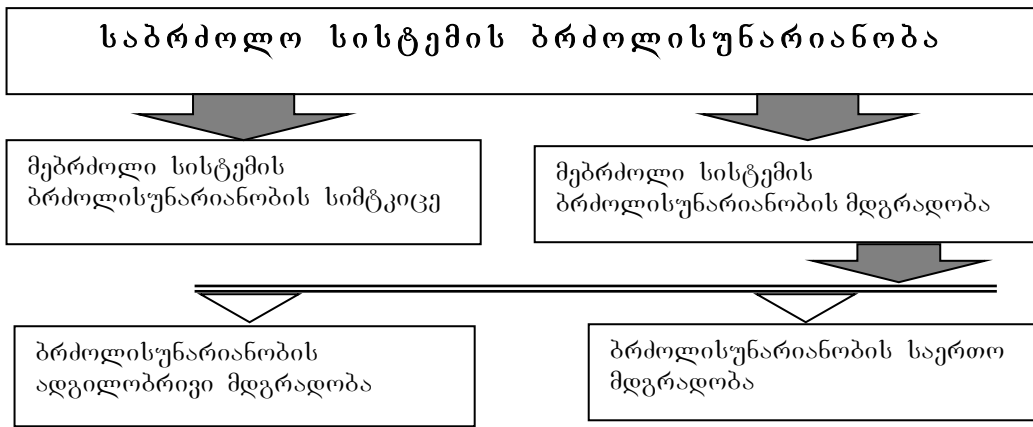 საბრძოლო სისტემის ბრძოლისუნარიანობა
მებრძოლი სისტემის
ბრძოლისუნარიანობის სიმტკიცე
მებრძოლი სისტემის
ბრძოლისუნარიანობის მდგრადობა
ბრძოლისუნარიანობის
ადგილობრივი მდგრადობა
ბრძოლისუნარიანობის საერთო
მდგრადობა